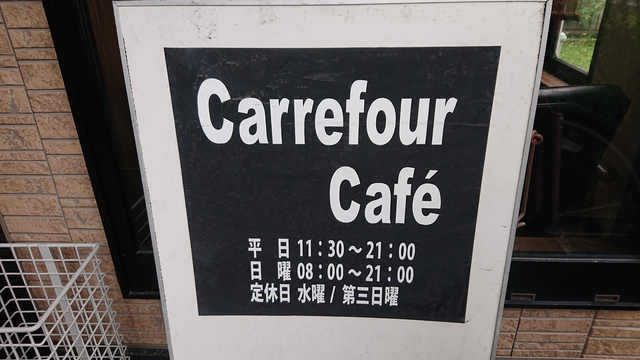 Carrefour
Café
平　日 11：30～21：00
日　曜 08：00～21：00
定休日 水曜 / 第三日曜